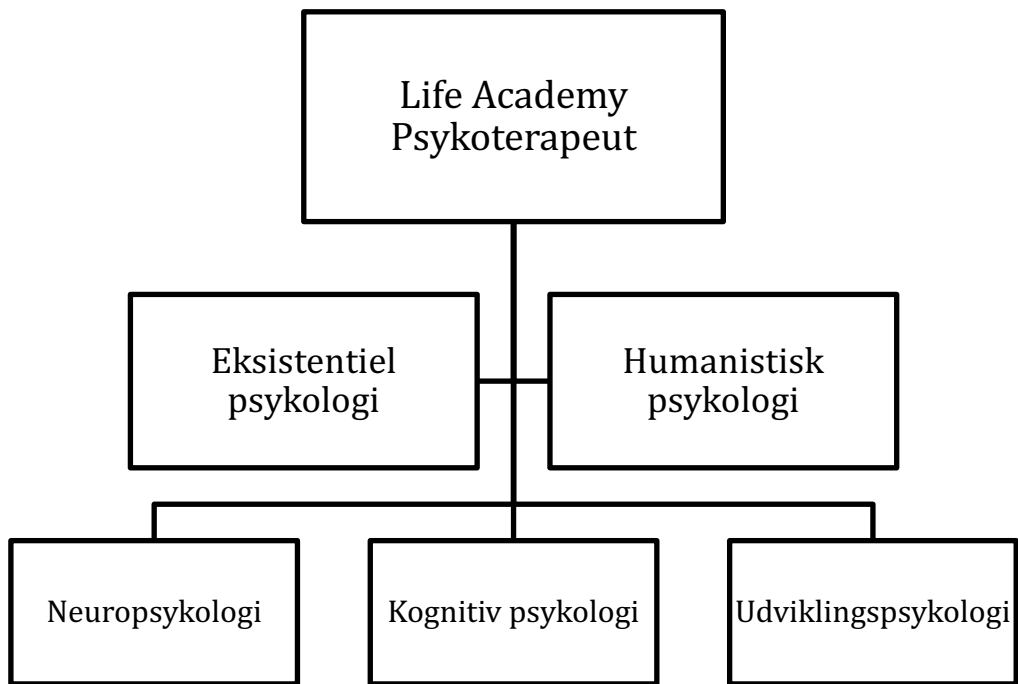 Life Academy
Psykoterapeut
Eksistentiel
psykologi
Humanistisk
psykologi
Neuropsykologi
Kognitiv psykologi
Udviklingspsykologi